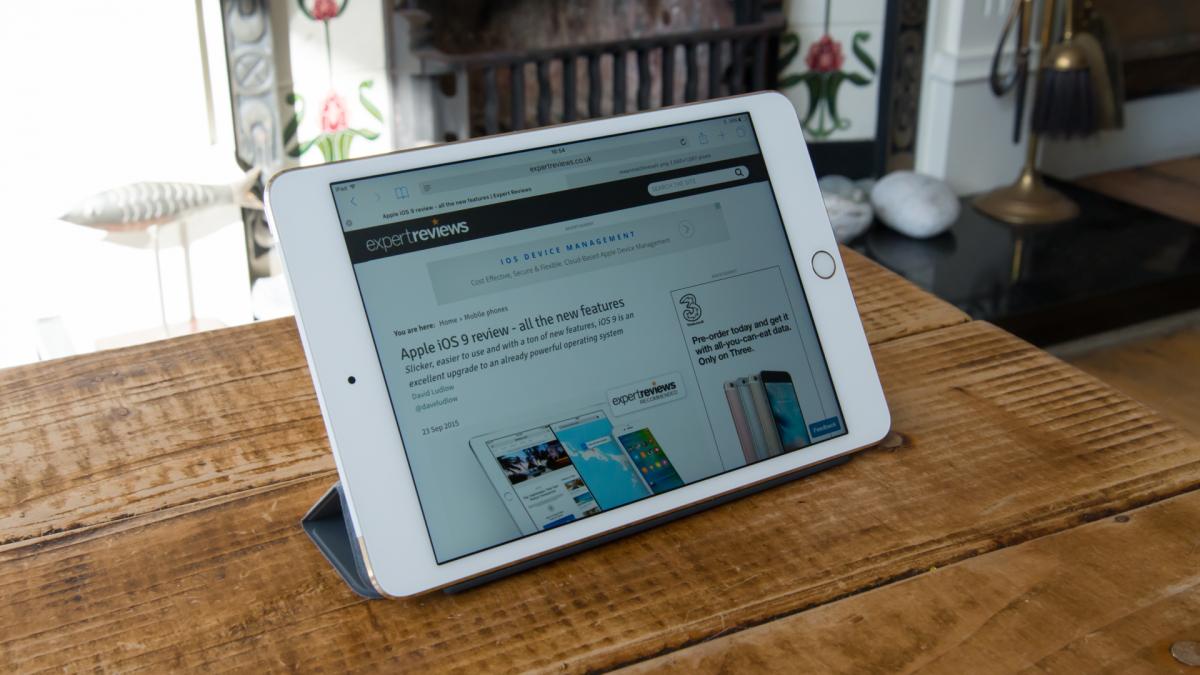 iPad
10:54
expertreviews.co.uk
Apple iOS 9 review - all the new features | Expert Reviews
expertreviews
SEARCH THE SITE
ADVERTISEMENT
IOS DEVICE MANAGEMENT
Cost Effective, Secure & Flexible. Cloud-Based Apple Device Management
You are here: Home » Mobile phones
Apple iOS 9 review - all the new features
Slicker, easier to use and with a ton of new features, iOS 9 is an
excellent upgrade to an already powerful operating system
David Ludlow
@daveludlow
23 Sep 2015
expertreviews
RECOMMENDED
ADVERTISEMENT
3
Pre-order today and get it
with all-you-can-eat data.
Only on Three.
Feedback